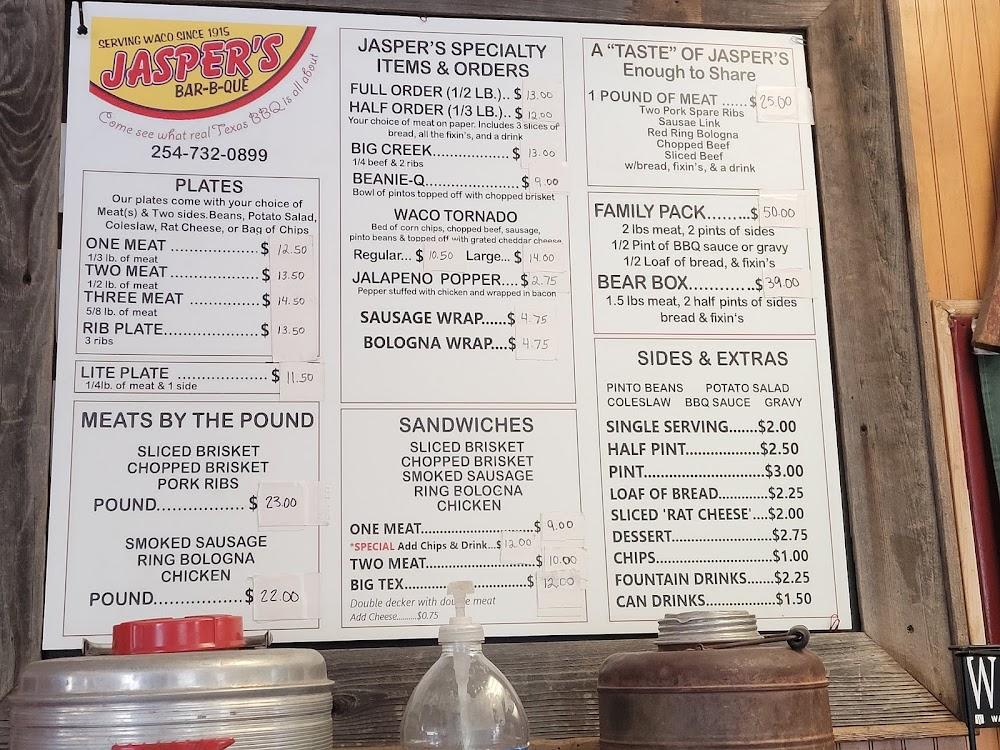 SERVING WACO SINCE 1915
JASPER'S
BAR-B-QUE
Come see what real Texas BBQ is all about
254-732-0899
PLATES
Our plates come with your choice of
Meat(s) & Two sides.Beans, Potato Salad,
Coleslaw, Rat Cheese, or Bag of Chips
ONE MEAT .................. $ 12.50
1/3 lb. of meat
TWO MEAT .................. $ 13.50
1/2 lb. of meat
THREE MEAT .............. $ 14.50
5/8 lb. of meat
RIB PLATE.................... $ 13.50
3 ribs
LITE PLATE .................... $ 11.50
1/4lb. of meat & 1 side
MEATS BY THE POUND
SLICED BRISKET
CHOPPED BRISKET
PORK RIBS
POUND.................. $ 23.00
SMOKED SAUSAGE
RING BOLOGNA
CHICKEN
POUND.................. $ 22.00
JASPER'S SPECIALTY
ITEMS & ORDERS
FULL ORDER (1/2 LB.).. $ 13.00
HALF ORDER (1/3 LB.).. $ 12.00
Your choice of meat on paper. Includes 3 slices of
bread, all the fixin's, and a drink
BIG CREEK.................. $ 13.00
1/4 beef & 2 ribs
BEANIE-Q..................... $ 9.00
Bowl of pintos topped off with chopped brisket
WACO TORNADO
Bed of corn chips, chopped beef, sausage,
pinto beans & topped off with grated cheddar cheese
Regular... $ 10.50 Large... $ 14.00
JALAPENO POPPER.... $ 2.75
Pepper stuffed with chicken and wrapped in bacon
SAUSAGE WRAP......$ 4.75
BOLOGNA WRAP....$ 4.75
SANDWICHES
SLICED BRISKET
CHOPPED BRISKET
SMOKED SAUSAGE
RING BOLOGNA
CHICKEN
ONE MEAT.......................$ 9.00
*SPECIAL Add Chips & Drink...$ 12.00
TWO MEAT......................$ 10.00
BIG TEX..........................$ 12.00
Double decker with double meat
Add Cheese..........$0.75
A "TASTE" OF JASPER'S
Enough to Share
1 POUND OF MEAT ...... $ 25.00
Two Pork Spare Ribs
Sausae Link
Red Ring Bologna
Chopped Beef
Sliced Beef
w/bread, fixin's, & a drink
FAMILY PACK.........$ 50.00
2 lbs meat, 2 pints of sides
1/2 Pint of BBQ sauce or gravy
1/2 Loaf of bread, & fixin's
BEAR BOX.............$ 39.00
1.5 lbs meat, 2 half pints of sides
bread & fixin's
SIDES & EXTRAS
PINTO BEANS POTATO SALAD
COLESLAW BBQ SAUCE GRAVY
SINGLE SERVING.......$2.00
HALF PINT.................$2.50
PINT..........................$3.00
LOAF OF BREAD............$2.25
SLICED 'RAT CHEESE'....$2.00
DESSERT.....................$2.75
CHIPS........................$1.00
FOUNTAIN DRINKS.......$2.25
CAN DRINKS...............$1.50
W